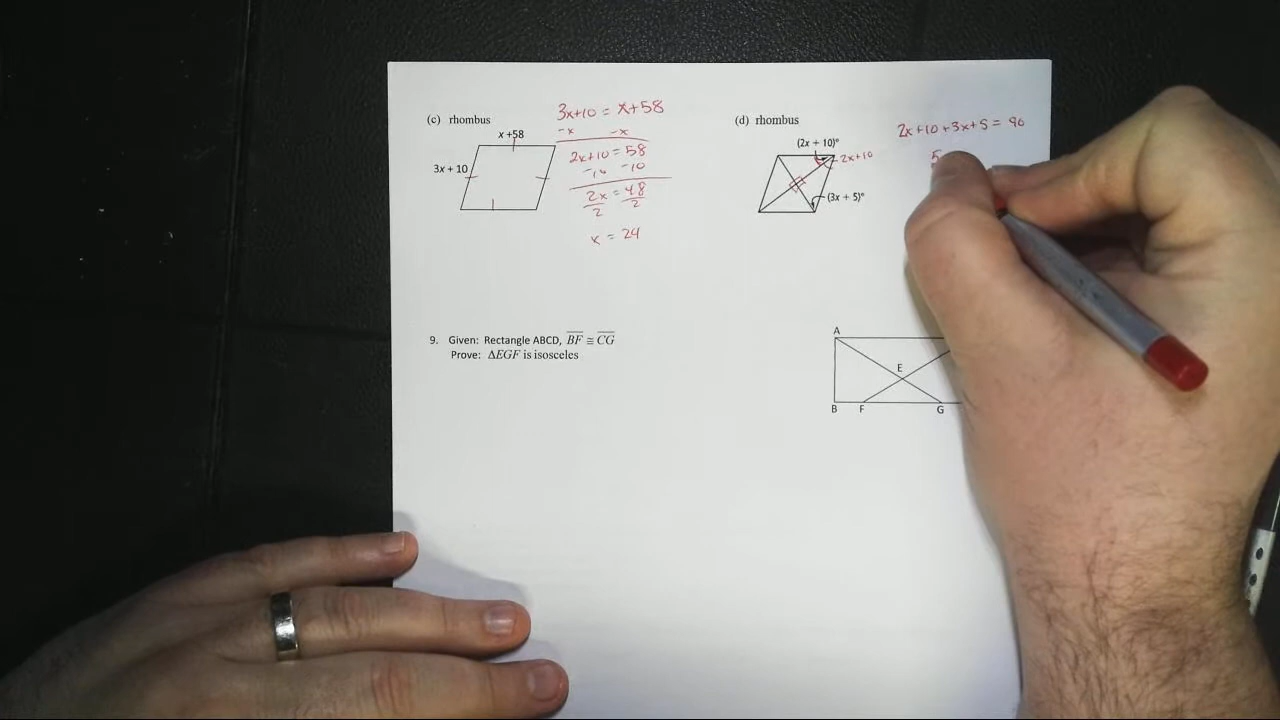 (c) rhombus
x +58
3x + 10
3x+10 = x+58
-x -x
2x+10 = 58
-10 -10
2x = 48
2 2
x = 24
(d) rhombus
(2x + 10)°
2x+10
(3x + 5)°
2x+10+3x+5 = 90
5
9. Given: Rectangle ABCD, BF ≅ CG
Prove: ΔEGF is isosceles
A
E
B F G